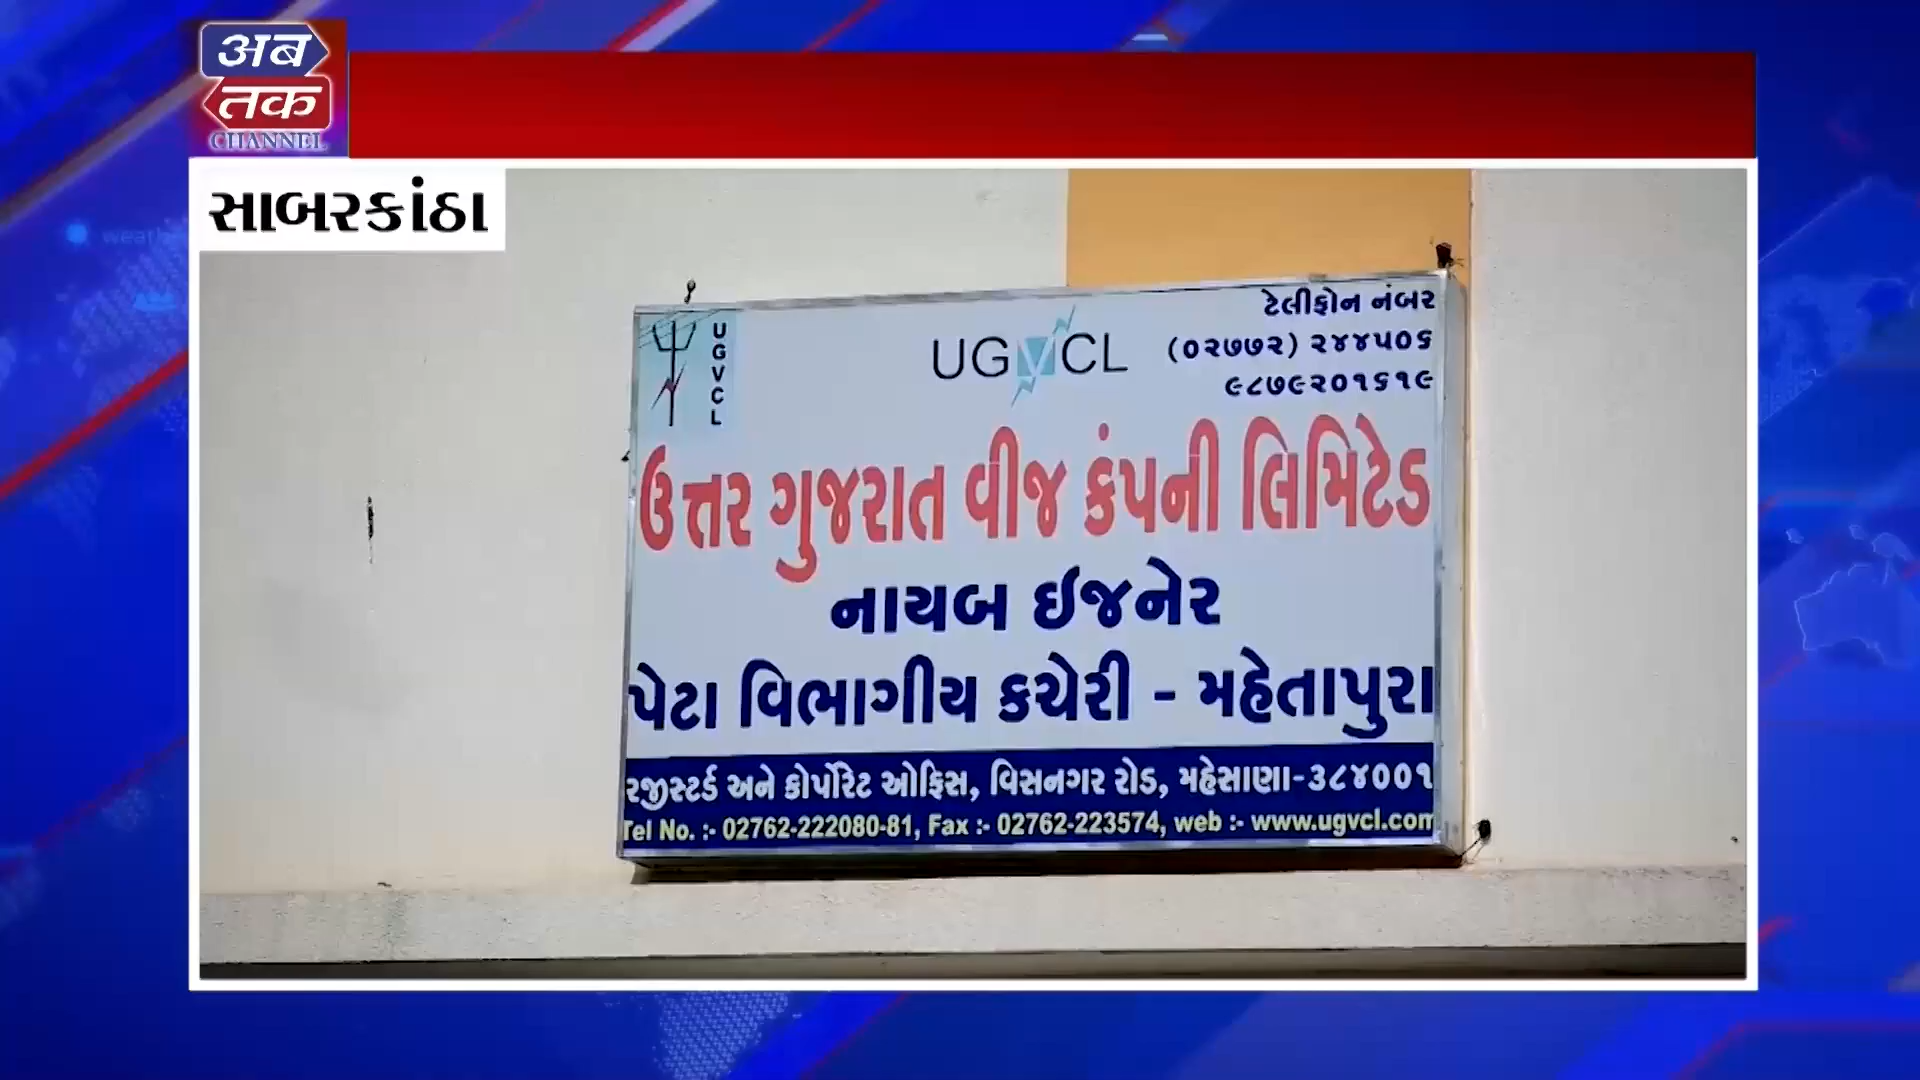 अब
तक
CHANNEL
સાબરકાંઠા
UGVCL
UGVCL
ટેલીફોન નંબર
(૦૨૭૭૨) ૨૪૪૫૦૬
૯૮૭૯૨૦૧૬૧૯
ઉત્તર ગુજરાત વીજ કંપની લિમિટેડ
નાયબ ઇજનેર
પેટા વિભાગીય કચેરી - મહેતાપુરા
રજીસ્ટર્ડ અને કોર્પોરેટ ઓફિસ, વિસનગર રોડ, મહેસાણા-૩૮૪૦૦૧
Tel No. :- 02762-222080-81, Fax :- 02762-223574, web :- www.ugvcl.com